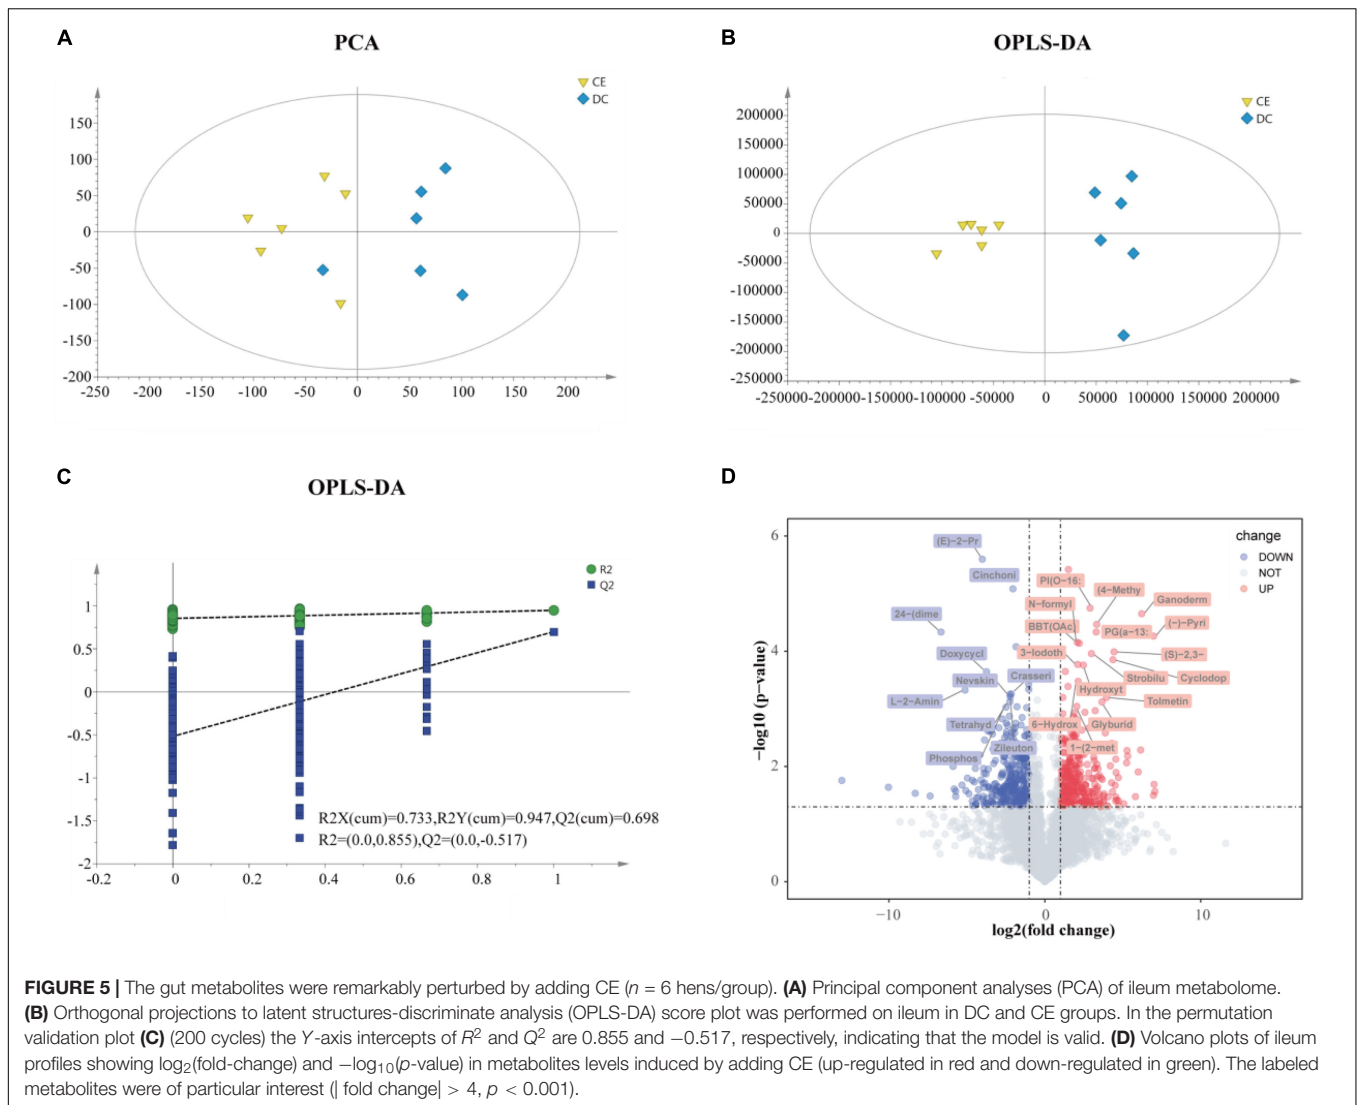 A
PCA
CE
DC
150
100
50
0
-50
-100
-150
-200
-250 -200 -150 -100 -50 0 50 100 150 200
B
OPLS-DA
CE
DC
200000
150000
100000
50000
0
-50000
-100000
-150000
-200000
-250000
-250000-200000-150000-100000 -50000 0 50000 100000 150000 200000
C
OPLS-DA
R2
Q2
1
0.5
0
-0.5
-1
-1.5
-2
R2X(cum)=0.733,R2Y(cum)=0.947,Q2(cum)=0.698
R2=(0.0,0.855),Q2=(0.0,-0.517)
-0.2 0 0.2 0.4 0.6 0.8 1
D
change
DOWN
NOT
UP
6
4
2
0
−log10 (p−value)
(E)−2−Pr
Cinchoni
24−(dime
Doxycycl
Nevskin
Crasseri
L−2−Amin
Tetrahyd
Zileuton
Phosphos
PI(O−16:
(4−Methy
N−formyl
Ganoderm
BBT(OAc)
PG(a−13:
(−)−Pyri
3−Iodoth
(S)−2,3−
Strobilu
Cyclodop
Hydroxyt
Tolmetin
6−Hydrox
Glyburid
1−(2−met
−10 0 10
log2(fold change)
FIGURE 5 | The gut metabolites were remarkably perturbed by adding CE (n = 6 hens/group). (A) Principal component analyses (PCA) of ileum metabolome.
(B) Orthogonal projections to latent structures-discriminate analysis (OPLS-DA) score plot was performed on ileum in DC and CE groups. In the permutation
validation plot (C) (200 cycles) the Y-axis intercepts of R² and Q² are 0.855 and −0.517, respectively, indicating that the model is valid. (D) Volcano plots of ileum
profiles showing log₂(fold-change) and −log₁₀(p-value) in metabolites levels induced by adding CE (up-regulated in red and down-regulated in green). The labeled
metabolites were of particular interest (| fold change| > 4, p < 0.001).